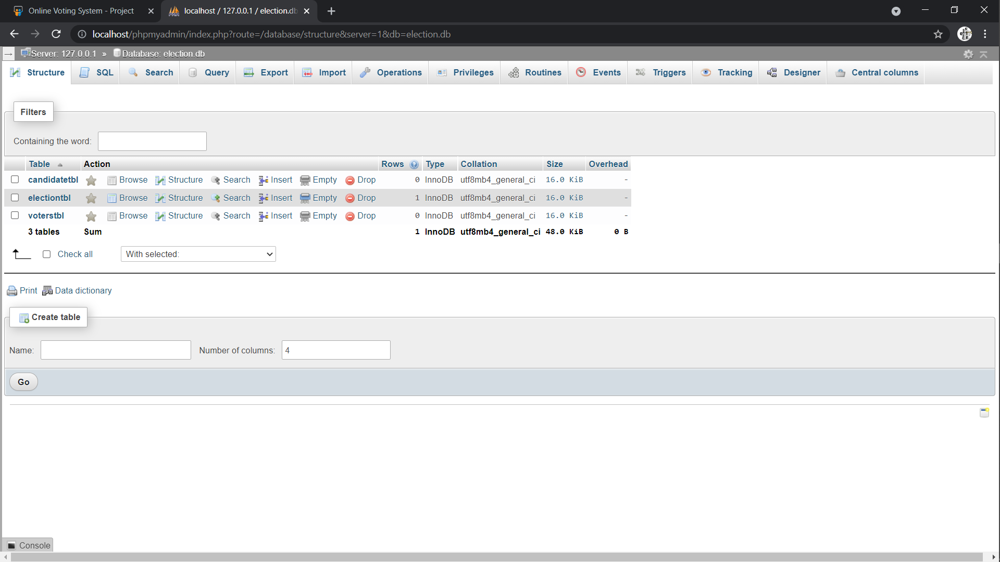 Online Voting System - Project
localhost / 127.0.0.1 / election.db
localhost/phpmyadmin/index.php?route=/database/structure&server=1&db=election.db
Server: 127.0.0.1 » Database: election.db
Structure SQL Search Query Export Import Operations Privileges Routines Events Triggers Tracking Designer Central columns
Filters
Containing the word:
Table Action Rows Type Collation Size Overhead
candidatetbl Browse Structure Search Insert Empty Drop 0 InnoDB utf8mb4_general_ci 16.0 KiB -
electiontbl Browse Structure Search Insert Empty Drop 1 InnoDB utf8mb4_general_ci 16.0 KiB -
voterstbl Browse Structure Search Insert Empty Drop 0 InnoDB utf8mb4_general_ci 16.0 KiB -
3 tables Sum 1 InnoDB utf8mb4_general_ci 48.0 KiB 0 B
Check all With selected:
Print Data dictionary
Create table
Name: Number of columns: 4
Go
Console